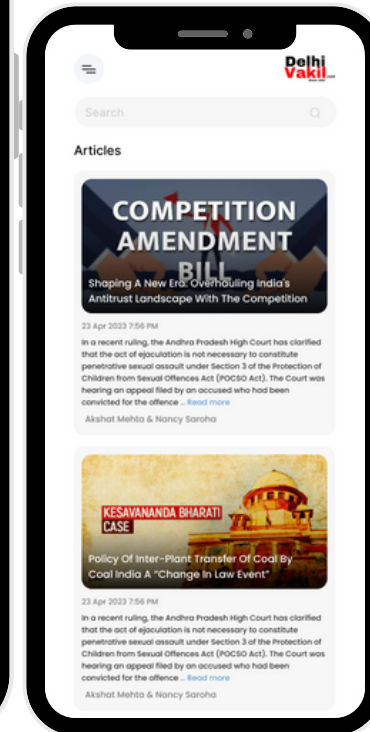 Delhi
Vakil.com
Search
Articles
COMPETITION
AMENDMENT
BILL
Shaping A New Era: Overhauling India's
Antitrust Landscape With The Competition
23 Apr 2023 7:56 PM
In a recent ruling, the Andhra Pradesh High Court has clarified
that the act of ejaculation is not necessary to constitute
penetrative sexual assault under Section 3 of the Protection of
Children from Sexual Offences Act (POCSO Act). The Court was
hearing an appeal filed by an accused who had been
convicted for the offence ... Read more
Akshat Mehta & Nancy Saroha
KESAVANANDA BHARATI
CASE
Policy Of Inter-Plant Transfer Of Coal By
Coal India A "Change In Law Event"
23 Apr 2023 7:56 PM
In a recent ruling, the Andhra Pradesh High Court has clarified
that the act of ejaculation is not necessary to constitute
penetrative sexual assault under Section 3 of the Protection of
Children from Sexual Offences Act (POCSO Act). The Court was
hearing an appeal filed by an accused who had been
convicted for the offence ... Read more
Akshat Mehta & Nancy Saroha